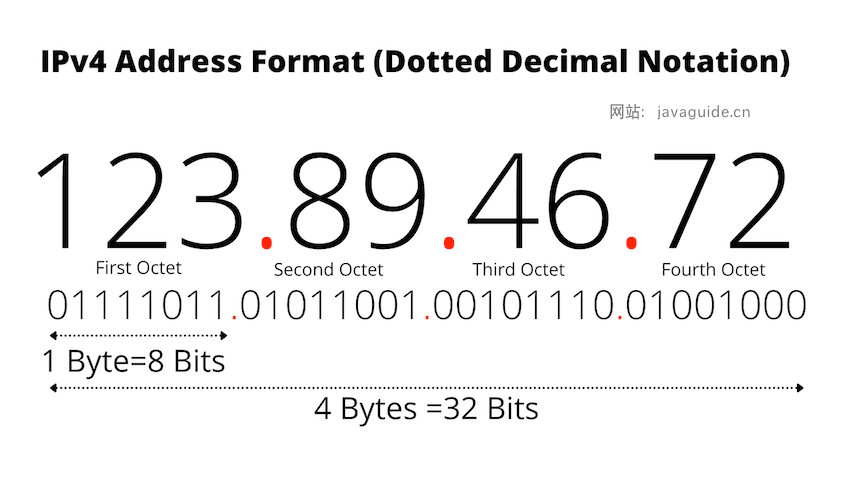 IPv4 Address Format (Dotted Decimal Notation)
网站: javaguide.cn
123.89.46.72
First Octet Second Octet Third Octet Fourth Octet
01111011.01011001.00101110.01001000
1 Byte=8 Bits
4 Bytes =32 Bits